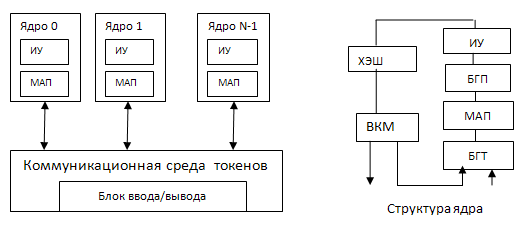 Ядро 0
ИУ
МАП
Ядро 1
ИУ
МАП
Ядро N-1
ИУ
МАП
Коммуникационная среда токенов
Блок ввода/вывода
ИУ
ХЭШ
БГП
МАП
ВКМ
БГТ
Структура ядра